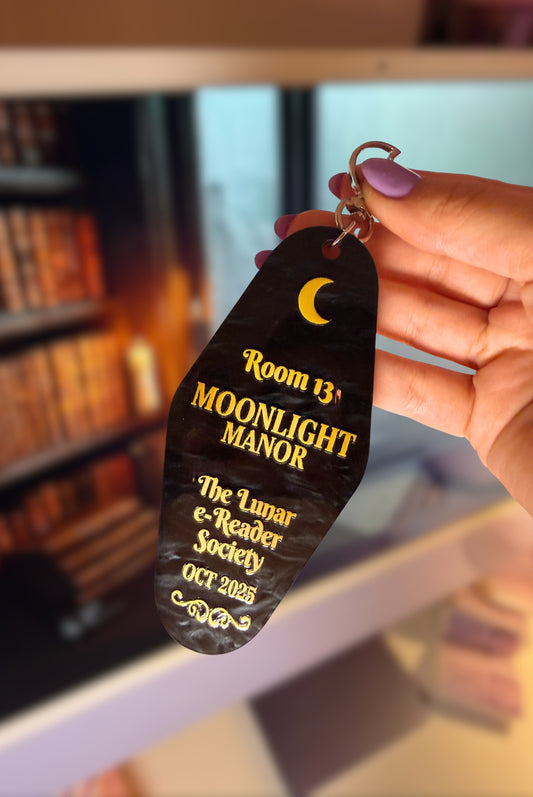 Room 13
MOONLIGHT
MANOR
The Lunar
e-Reader
Society
OCT 2025